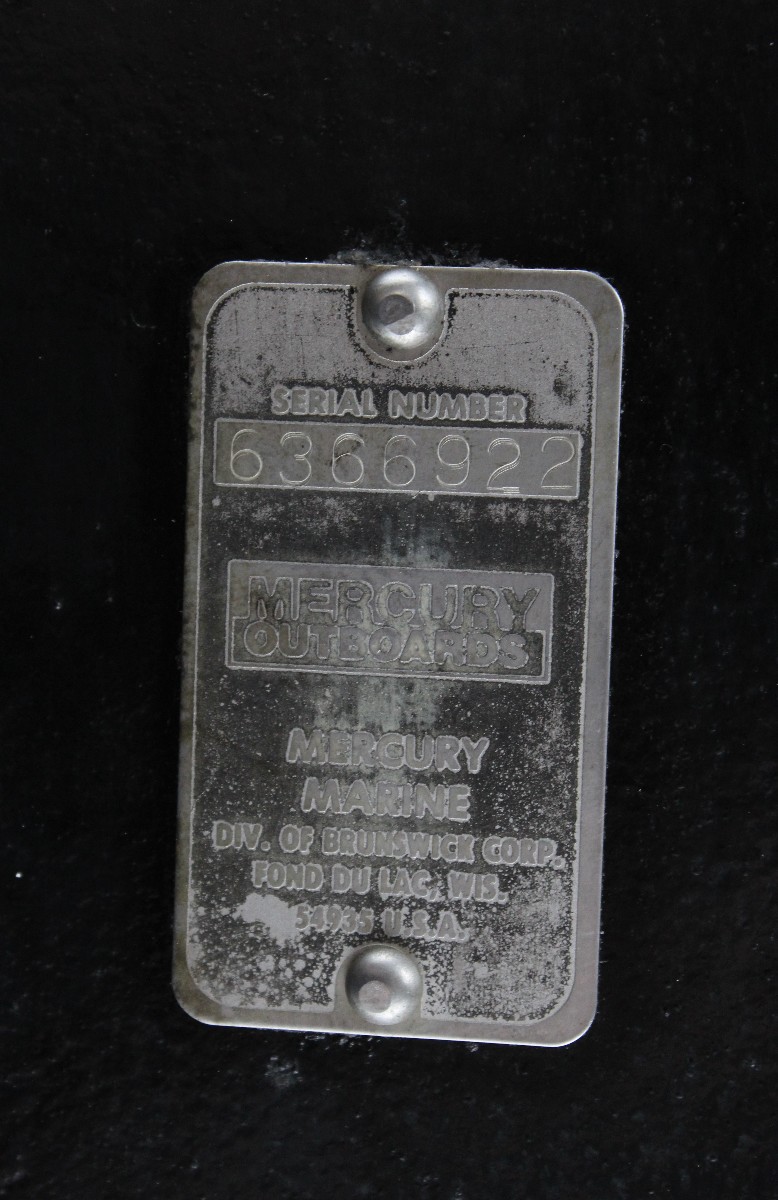 SERIAL NUMBER
6366922
MERCURY
OUTBOARDS
MERCURY
MARINE
DIV. OF BRUNSWICK CORP.
FOND DU LAC, WIS.
54935 U.S.A.